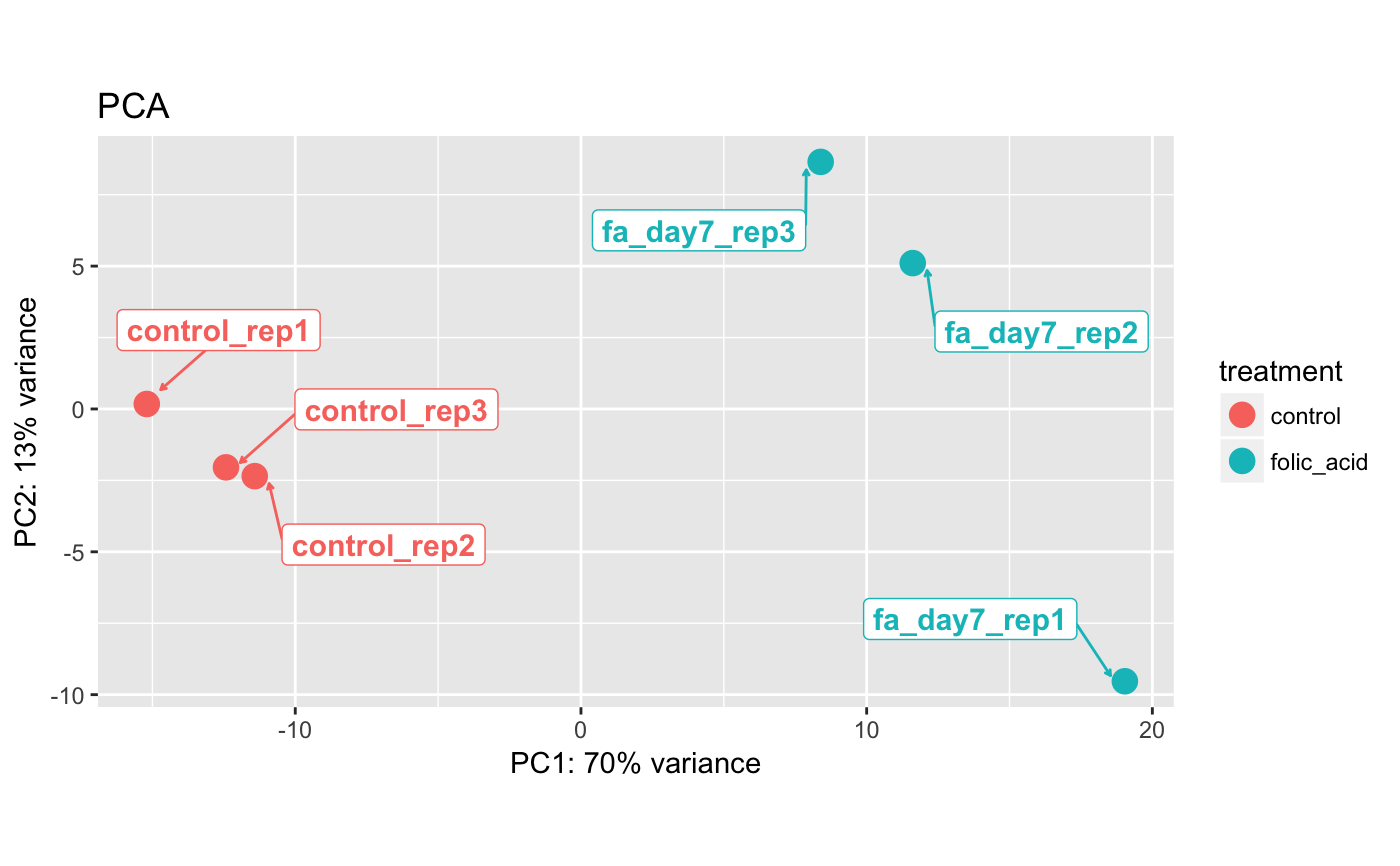 PCA
fa_day7_rep3
5
control_rep1
fa_day7_rep2
PC2: 13% variance
treatment
0
control_rep3
control
folic_acid
-5
control_rep2
fa_day7_rep1
-10
-10
0
10
20
PC1: 70% variance